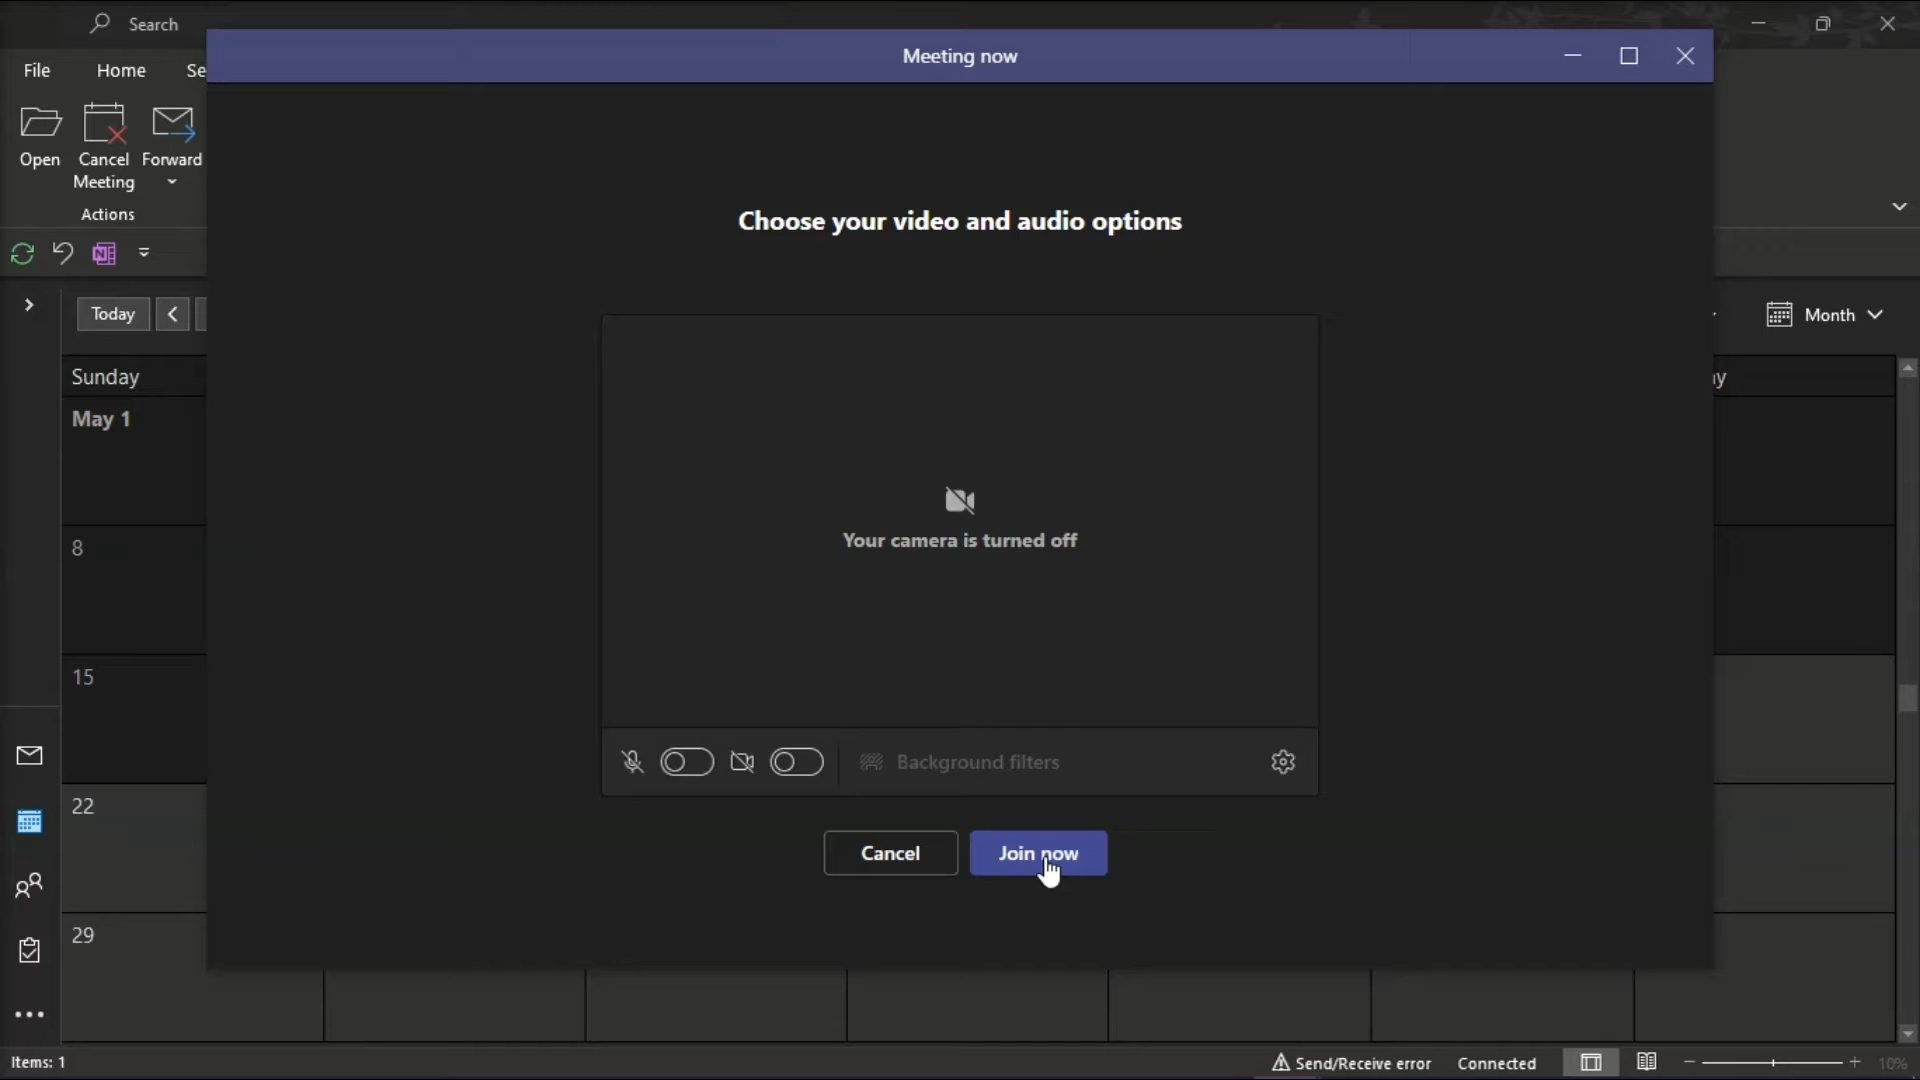 Search
Meeting now
File Home Se
Open Cancel Meeting Forward
Actions
Choose your video and audio options
Today
Month
Sunday
ay
May 1
8
Your camera is turned off
15
Background filters
22
Cancel
Join now
29
Items: 1
Send/Receive error
Connected
10%